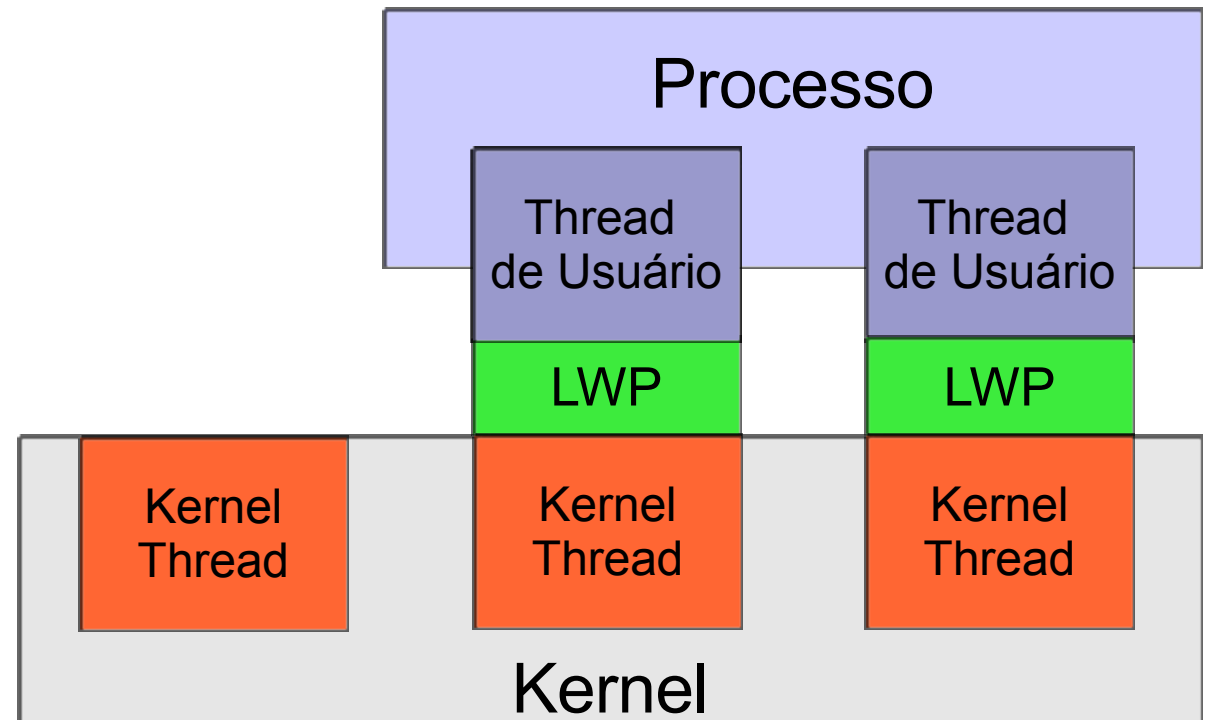 Processo
Thread
de Usuário
Thread
de Usuário
LWP
LWP
Kernel
Thread
Kernel
Thread
Kernel
Thread
Kernel